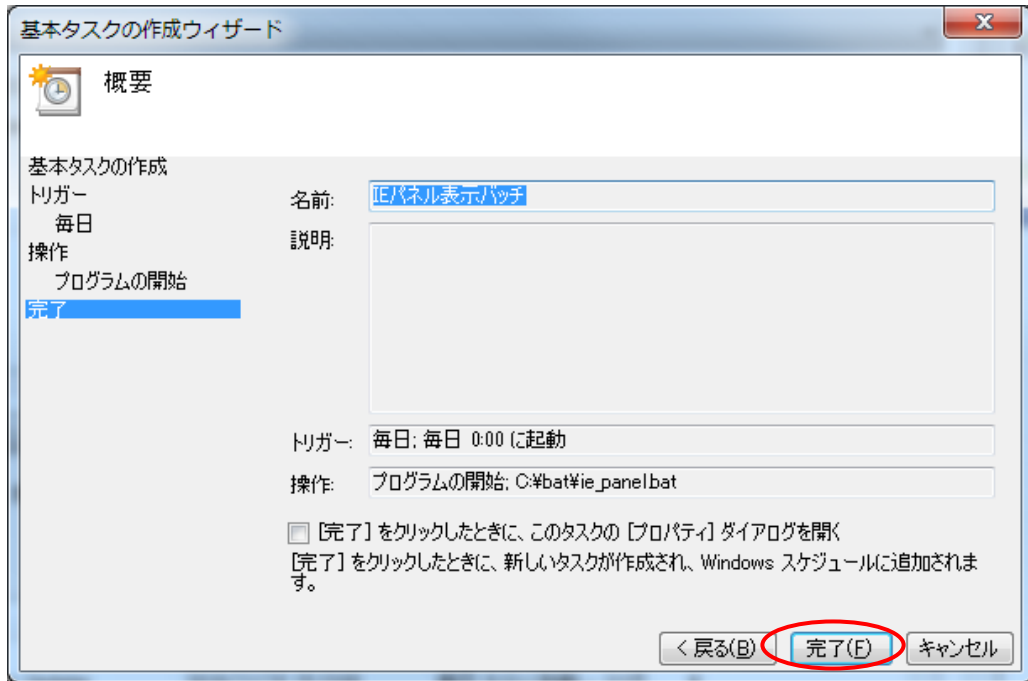 基本タスクの作成ウィザード
概要
基本タスクの作成
トリガー
毎日
操作
プログラムの開始
完了
名前: IEパネル表示バッチ
説明:
トリガー: 毎日; 毎日 0:00 に起動
操作: プログラムの開始; C:¥bat¥ie_panel.bat
[完了] をクリックしたときに、このタスクの [プロパティ] ダイアログを開く
[完了] をクリックしたときに、新しいタスクが作成され、Windows スケジュールに追加されま
す。
< 戻る(B) 完了(F) キャンセル